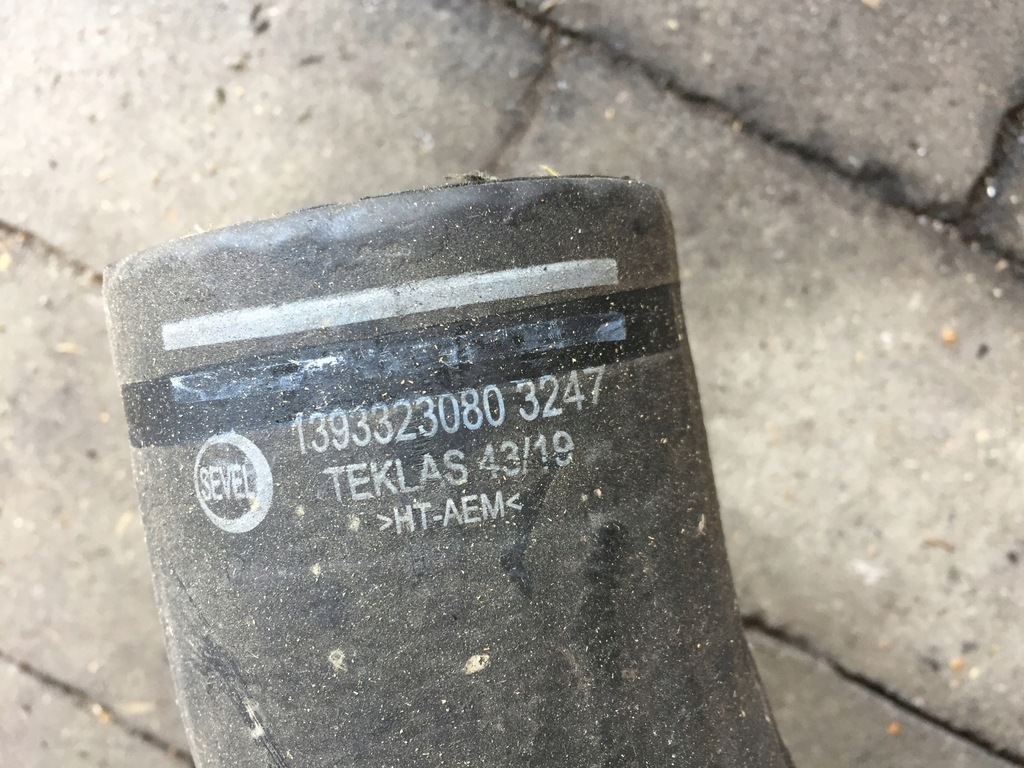 1393323080 3247
SEVEL
TEKLAS 43/19
>HT-AEM<